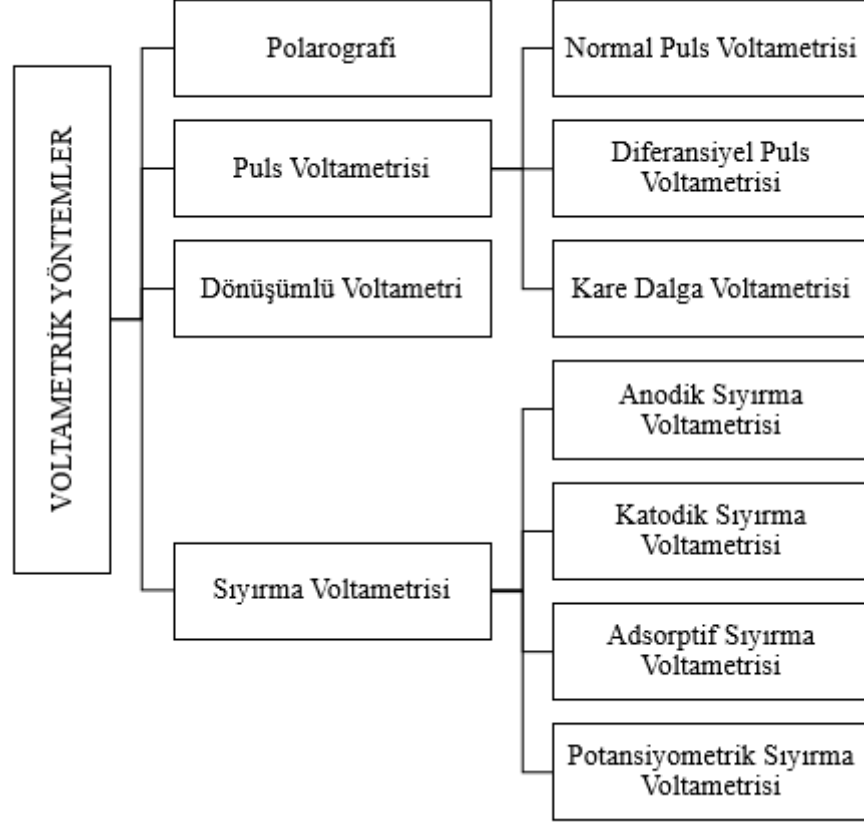 VOLTAMETRİK YÖNTEMLER
Polarografi
Puls Voltametrisi
Normal Puls Voltametrisi
Diferansiyel Puls
Voltametrisi
Kare Dalga Voltametrisi
Dönüşümlü Voltametri
Sıyırma Voltametrisi
Anodik Sıyırma
Voltametrisi
Katodik Sıyırma
Voltametrisi
Adsorptif Sıyırma
Voltametrisi
Potansiyometrik Sıyırma
Voltametrisi